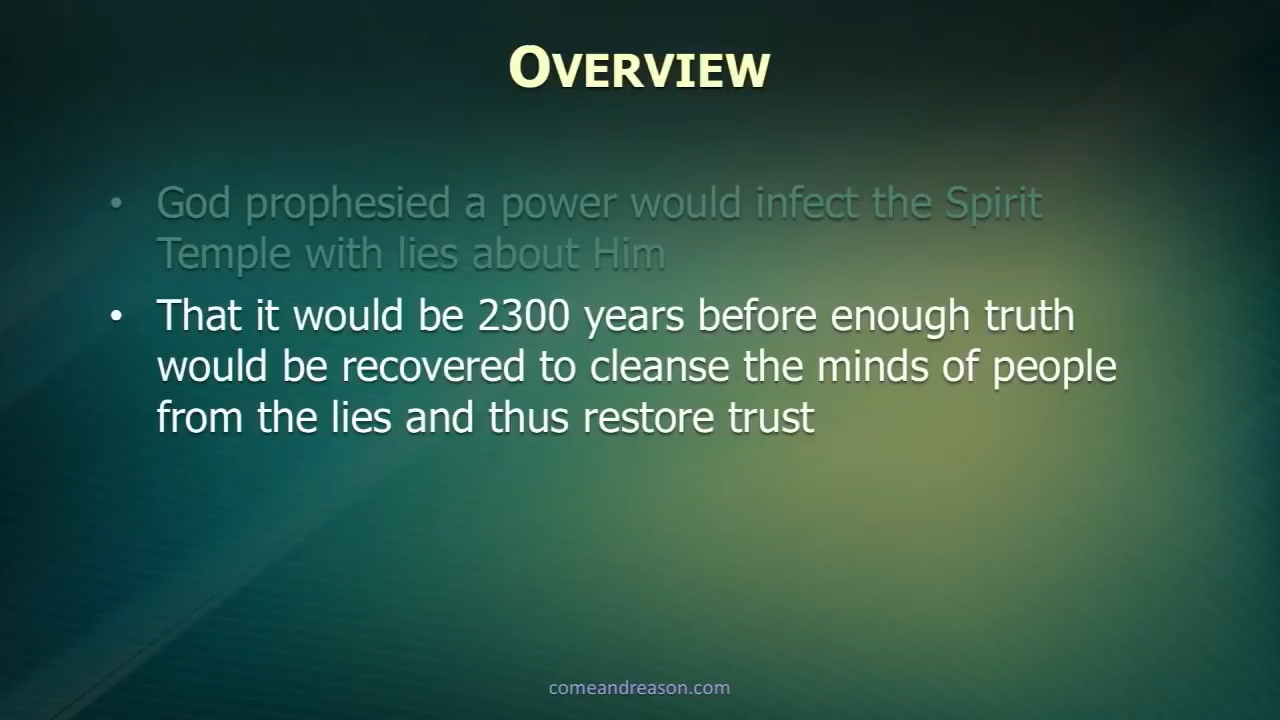 OVERVIEW
• God prophesied a power would infect the Spirit
Temple with lies about Him
• That it would be 2300 years before enough truth
would be recovered to cleanse the minds of people
from the lies and thus restore trust
comeandreason.com